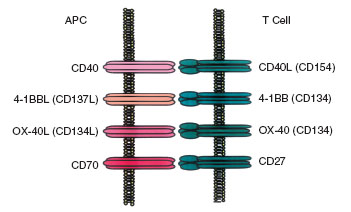 APC
T Cell
CD40
CD40L (CD154)
4-1BBL (CD137L)
4-1BB (CD134)
OX-40L (CD134L)
OX-40 (CD134)
CD70
CD27